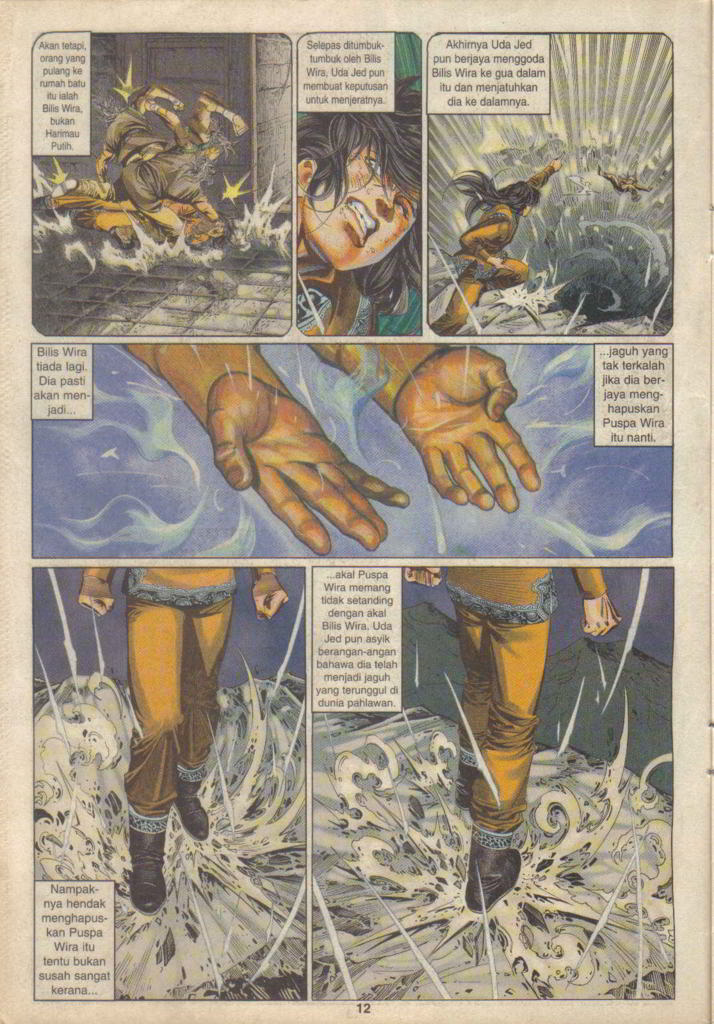 Akan tetapi,
orang yang
pulang ke
rumah batu
itu ialah
Bilis Wira,
bukan
Harimau
Putih.
Selepas ditumbuk-
tumbuk oleh Bilis
Wira, Uda Jed pun
membuat keputusan
untuk menjeratnya.
Akhirnya Uda Jed
pun berjaya menggoda
Bilis Wira ke gua dalam
itu dan menjatuhkan
dia ke dalamnya.
Bilis Wira
tiada lagi.
Dia pasti
akan men-
jadi...
...jaguh yang
tak terkalah
jika dia ber-
jaya meng-
hapuskan
Puspa Wira
itu nanti.
Nampak-
nya hendak
menghapus-
kan Puspa
Wira itu
tentu bukan
susah sangat
kerana...
...akal Puspa
Wira memang
tidak setanding
dengan akal
Bilis Wira. Uda
Jed pun asyik
berangan-angan
bahawa dia telah
menjadi jaguh
yang terunggul di
dunia pahlawan.
12